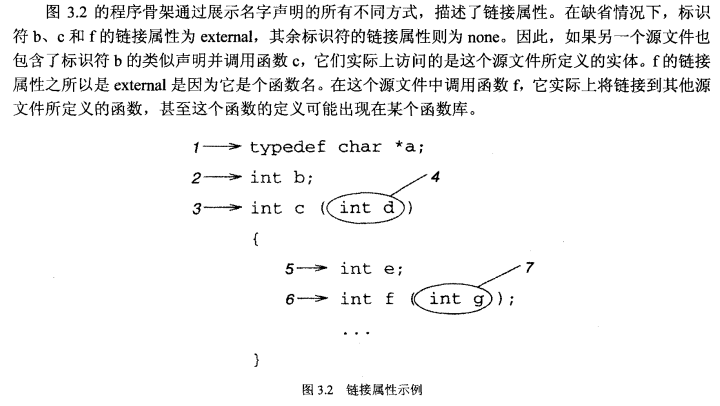 图 3.2 的程序骨架通过展示名字声明的所有不同方式，描述了链接属性。在缺省情况下，标识
符 b、c 和 f 的链接属性为 external，其余标识符的链接属性则为 none。因此，如果另一个源文件也
包含了标识符 b 的类似声明并调用函数 c，它们实际上访问的是这个源文件所定义的实体。f 的链接
属性之所以是 external 是因为它是个函数名。在这个源文件中调用函数 f，它实际上将链接到其他源
文件所定义的函数，甚至这个函数的定义可能出现在某个函数库。
1 → typedef char *a;
2 → int b; 4
3 → int c ( int d )
{
5 → int e; 7
6 → int f ( int g );
...
}
图 3.2 链接属性示例